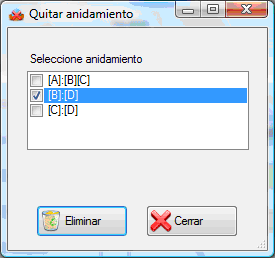 Quitar anidamiento
Seleccione anidamiento
[A]:[B][C]
[B]:[D]
[C]:[D]
Eliminar
Cerrar